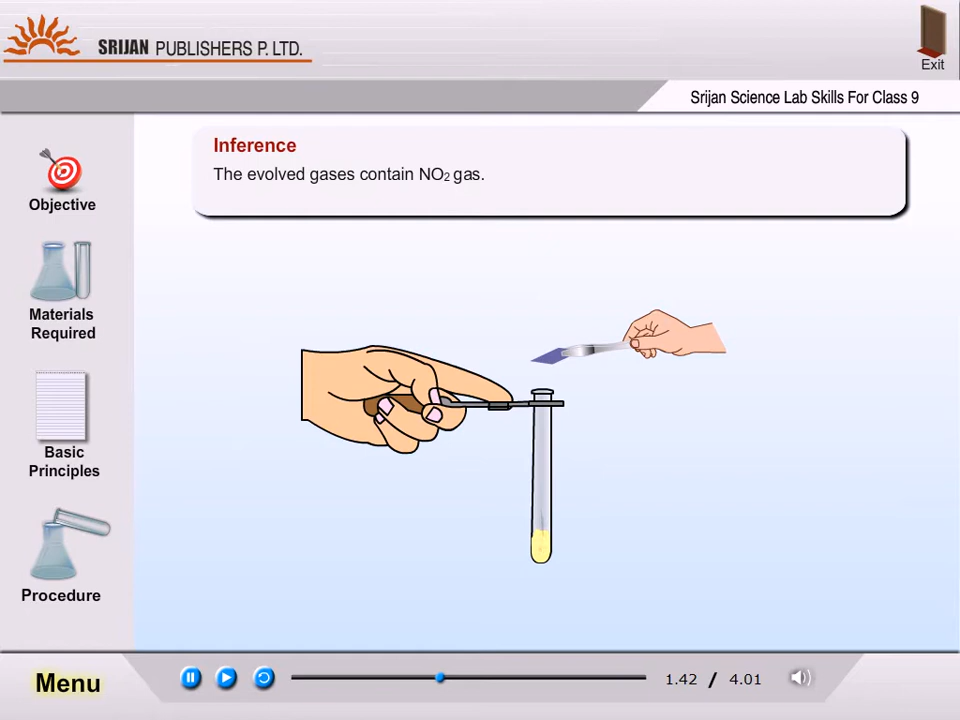 SRIJAN PUBLISHERS P. LTD.
Exit
Srijan Science Lab Skills For Class 9
Inference
The evolved gases contain NO₂ gas.
Objective
Materials
Required
Basic
Principles
Procedure
Menu
1.42 / 4.01